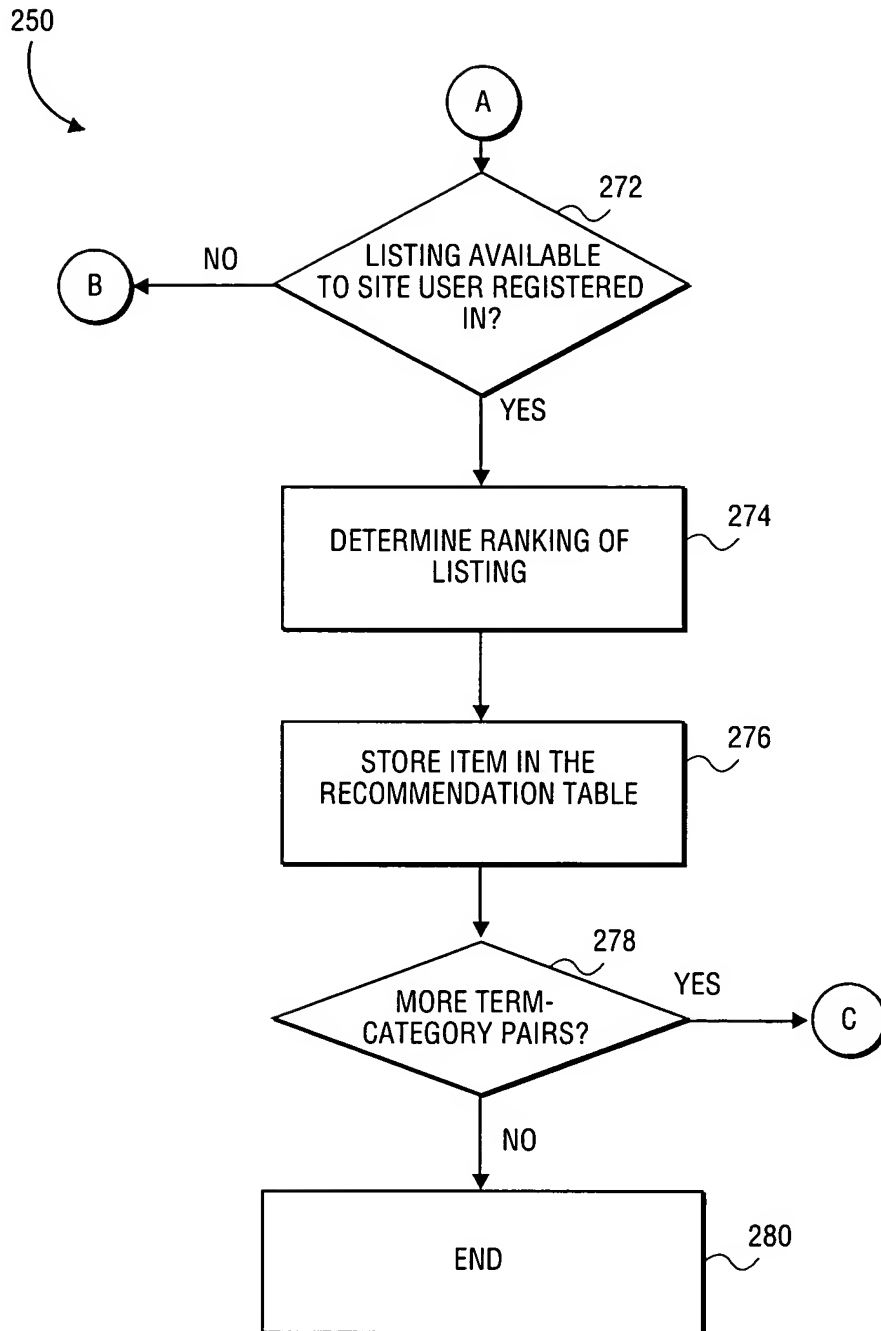 250
A
272
LISTING AVAILABLE
TO SITE USER REGISTERED
IN?
NO
B
YES
274
DETERMINE RANKING OF
LISTING
276
STORE ITEM IN THE
RECOMMENDATION TABLE
278
MORE TERM-
CATEGORY PAIRS?
YES
C
NO
280
END